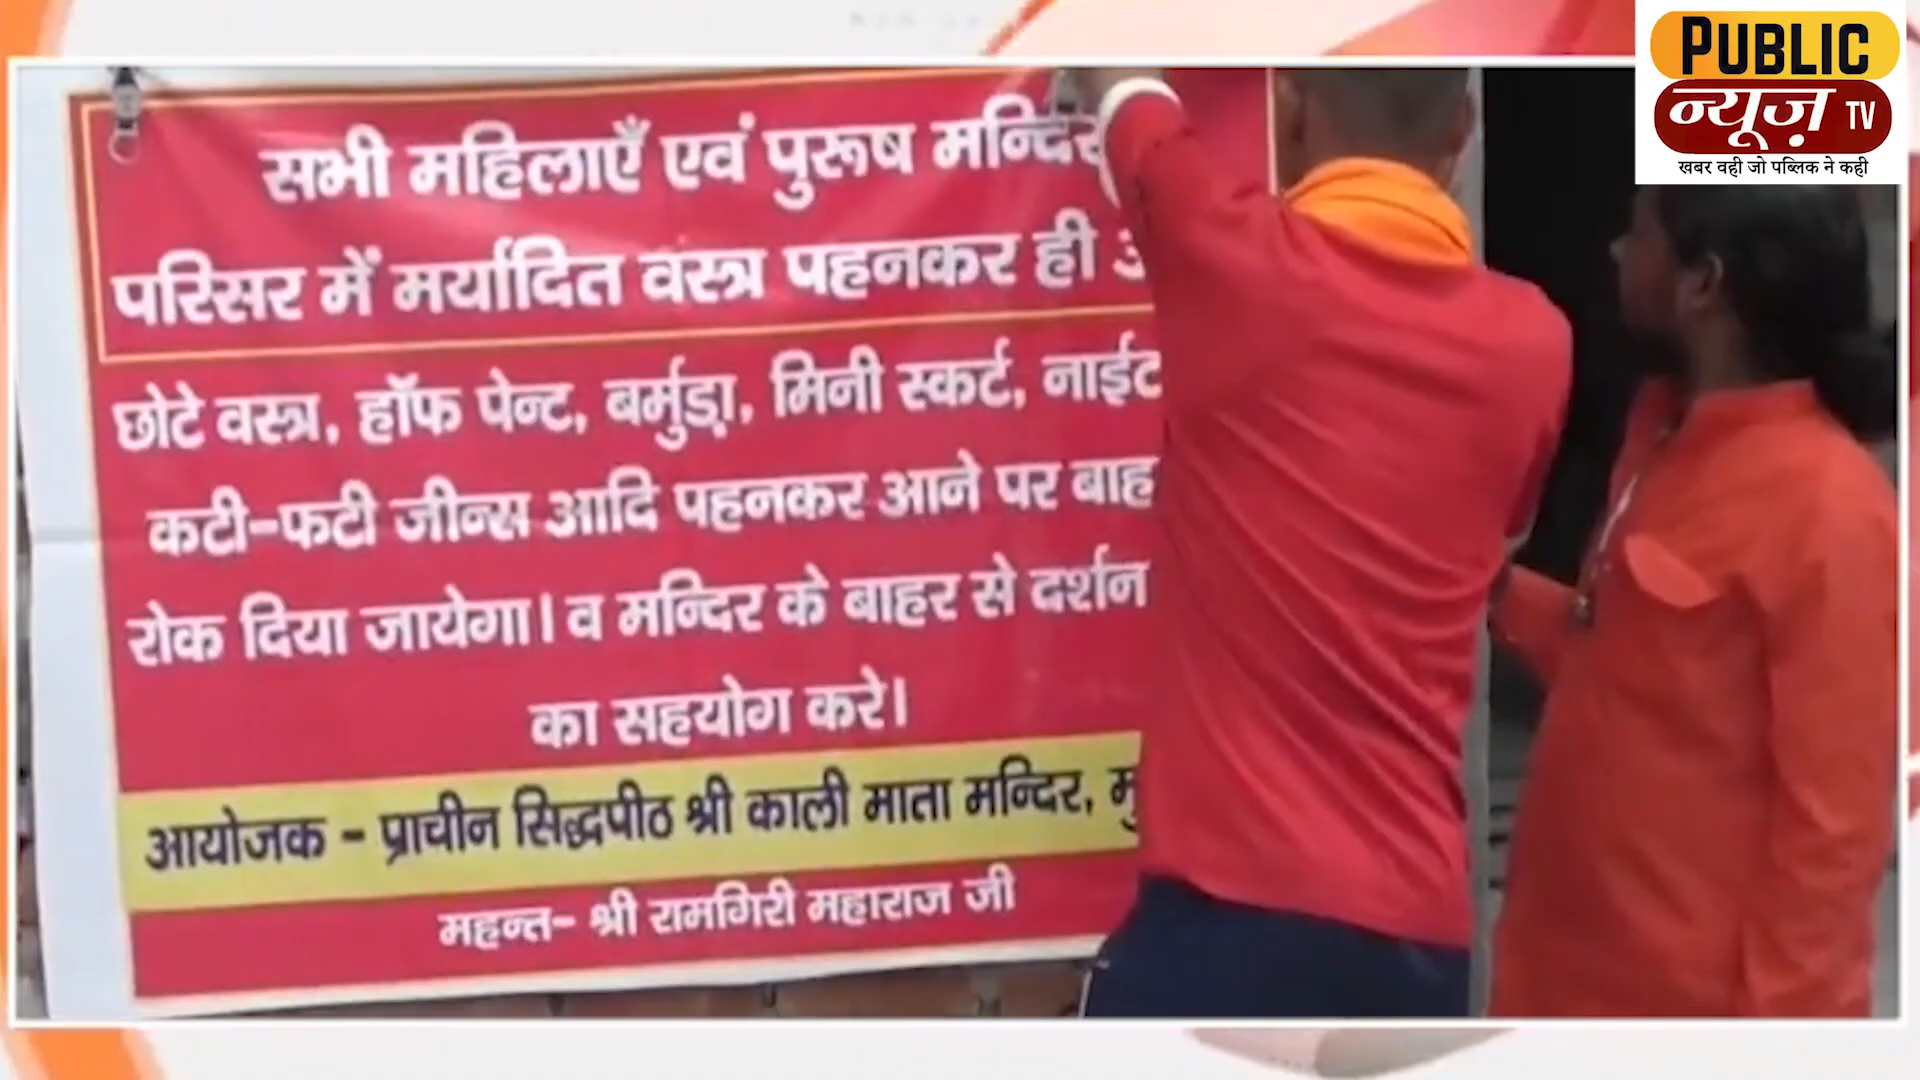 PUBLIC
न्यूज़ TV
खबर वही जो पब्लिक ने कही
सभी महिलाएँ एवं पुरूष मन्दिर
परिसर में मर्यादित वस्त्र पहनकर ही
छोटे वस्त्र, हॉफ पेन्ट, बर्मुड़ा, मिनी स्कर्ट, नाईट
कटी-फटी जीन्स आदि पहनकर आने पर बाह
रोक दिया जायेगा। व मन्दिर के बाहर से दर्शन
का सहयोग करे।
आयोजक - प्राचीन सिद्धपीठ श्री काली माता मन्दिर,
महन्त- श्री रामगिरी महाराज जी